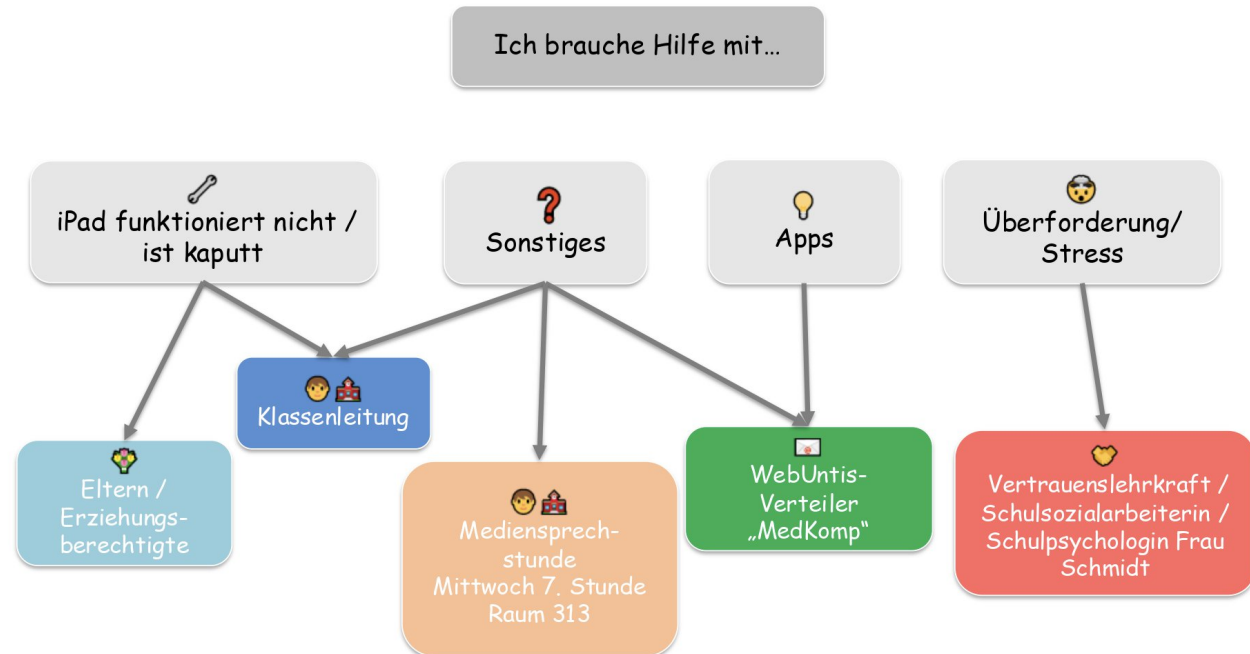 Ich brauche Hilfe mit…
iPad funktioniert nicht /
ist kaputt
Sonstiges
Apps
Überforderung/
Stress
Klassenleitung
Eltern /
Erziehungs-
berechtigte
Mediensprech-
stunde
Mittwoch 7. Stunde
Raum 313
WebUntis-
Verteiler
„MedKomp“
Vertrauenslehrkraft /
Schulsozialarbeiterin /
Schulpsychologin Frau
Schmidt